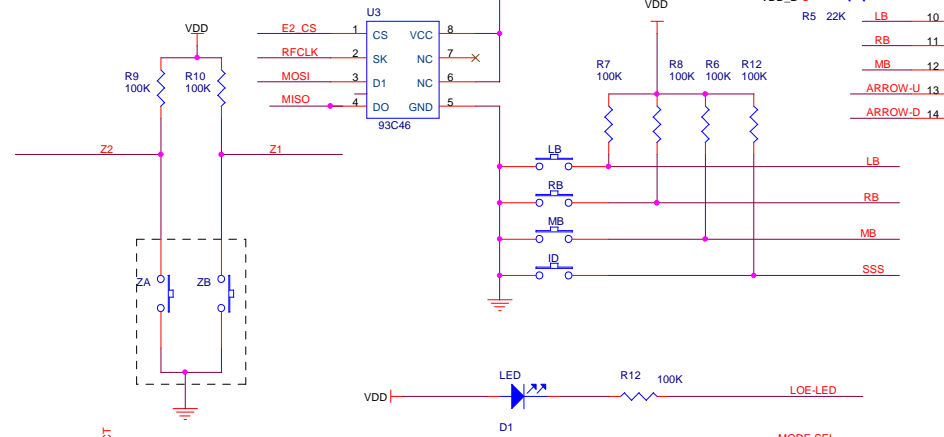 VDD
R9
100K
R10
100K
Z2
Z1
ZA
ZB
U3
E2_CS
1
CS
VCC
8
RFCLK
2
SK
NC
7
MOSI
3
D1
NC
6
MISO
4
DO
GND
5
93C46
VDD
R7
100K
R8
100K
R6
100K
R12
100K
R5 22K
LB
10
RB
11
MB
12
ARROW-U
13
ARROW-D
14
LB
LB
RB
RB
MB
MB
ID
SSS
VDD
LED
D1
R12
100K
LOE-LED